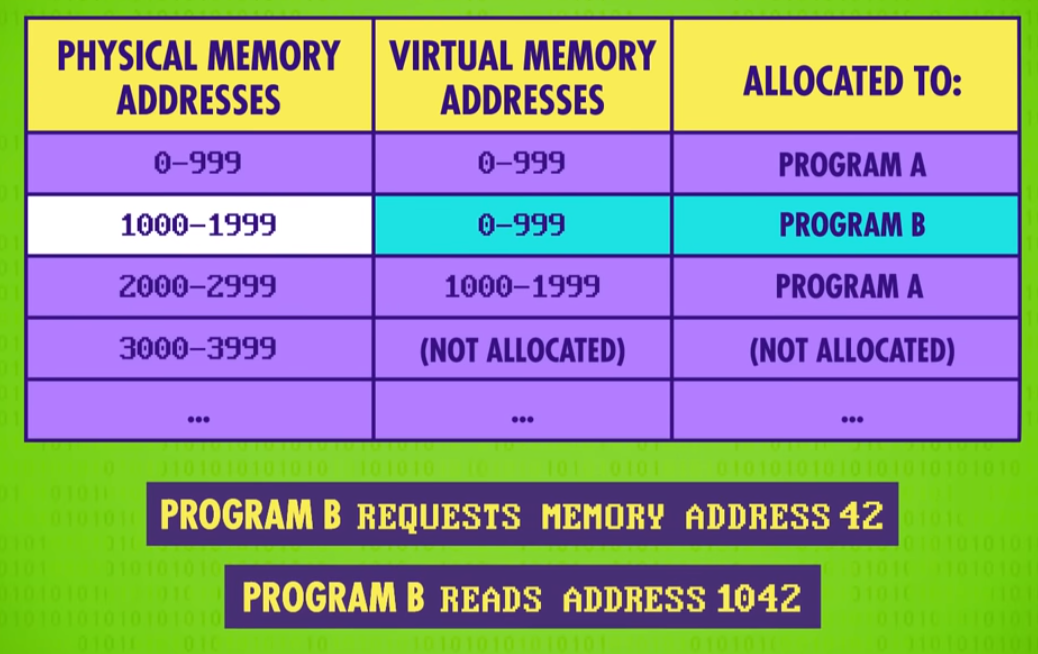 PHYSICAL MEMORY
ADDRESSES
VIRTUAL MEMORY
ADDRESSES
ALLOCATED TO:
0-999
0-999
PROGRAM A
1000-1999
0-999
PROGRAM B
2000-2999
1000-1999
PROGRAM A
3000-3999
(NOT ALLOCATED)
(NOT ALLOCATED)
...
...
...
PROGRAM B REQUESTS MEMORY ADDRESS 42
PROGRAM B READS ADDRESS 1042